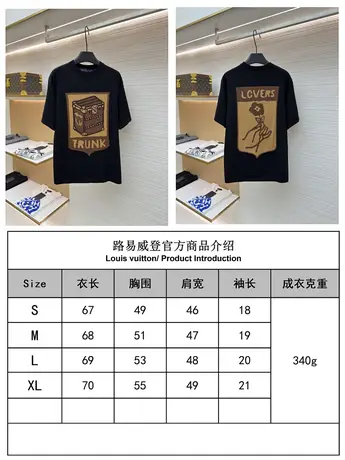 TRUNK
LOVERS
路易威登官方商品介绍
Louis vuitton/ Product Introduction
Size 衣长 胸围 肩宽 袖长 成衣克重
S 67 49 46 18
M 68 51 47 19
L 69 53 48 20
XL 70 55 49 21
340g